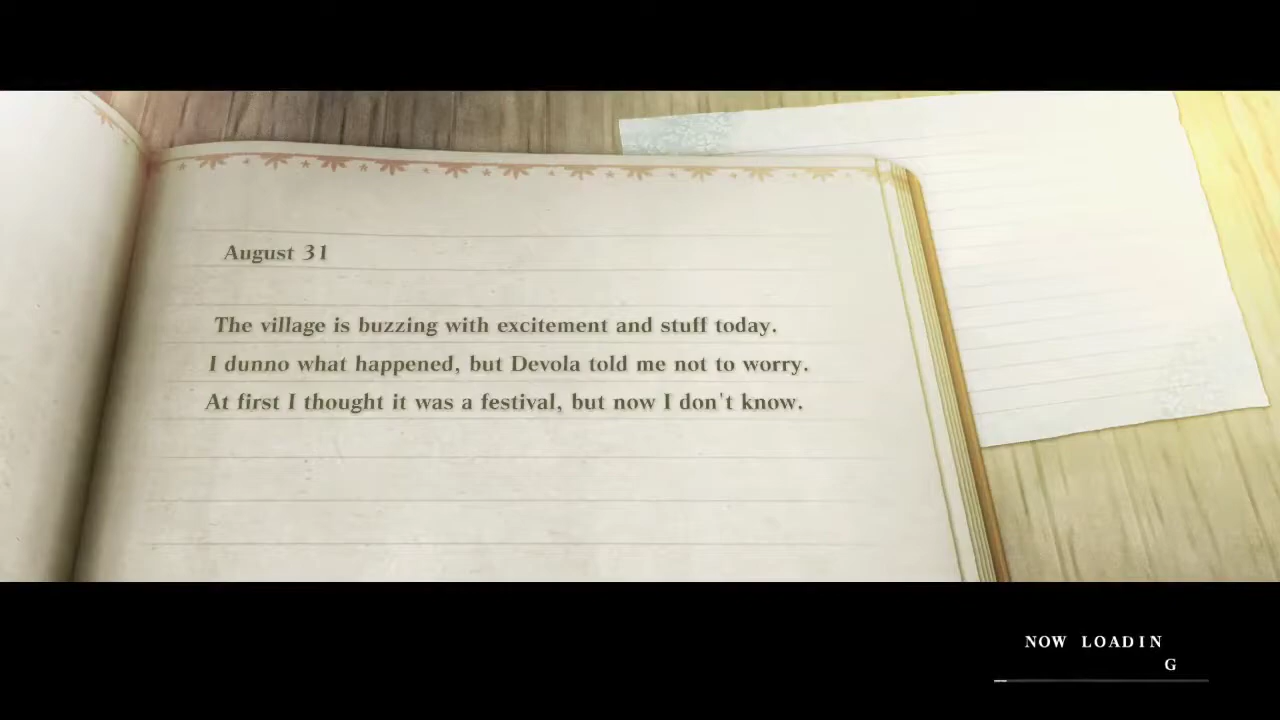 August 31
The village is buzzing with excitement and stuff today.
I dunno what happened, but Devola told me not to worry.
At first I thought it was a festival, but now I don't know.
NOW LOADIN
G